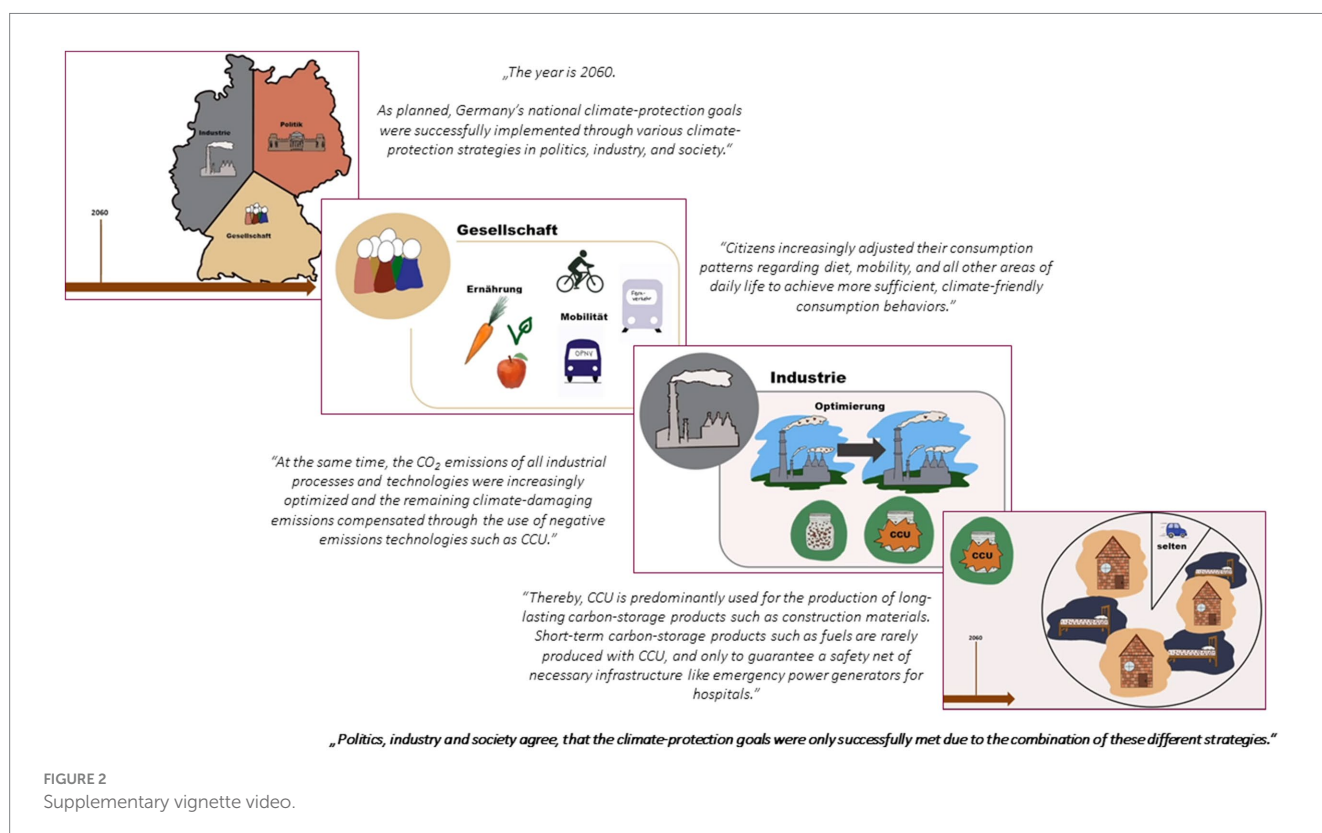 „The year is 2060.
As planned, Germany's national climate-protection goals
were successfully implemented through various climate-
protection strategies in politics, industry, and society."
Politik
Industrie
Gesellschaft
2060
Gesellschaft
Ernährung
Mobilität
Fern-
verkehr
ÖPNV
"Citizens increasingly adjusted their consumption
patterns regarding diet, mobility, and all other areas of
daily life to achieve more sufficient, climate-friendly
consumption behaviors."
Industrie
Optimierung
CCU
"At the same time, the CO₂ emissions of all industrial
processes and technologies were increasingly
optimized and the remaining climate-damaging
emissions compensated through the use of negative
emissions technologies such as CCU."
CCU
selten
2060
"Thereby, CCU is predominantly used for the production of long-
lasting carbon-storage products such as construction materials.
Short-term carbon-storage products such as fuels are rarely
produced with CCU, and only to guarantee a safety net of
necessary infrastructure like emergency power generators for
hospitals."
„Politics, industry and society agree, that the climate-protection goals were only successfully met due to the combination of these different strategies."
FIGURE 2
Supplementary vignette video.